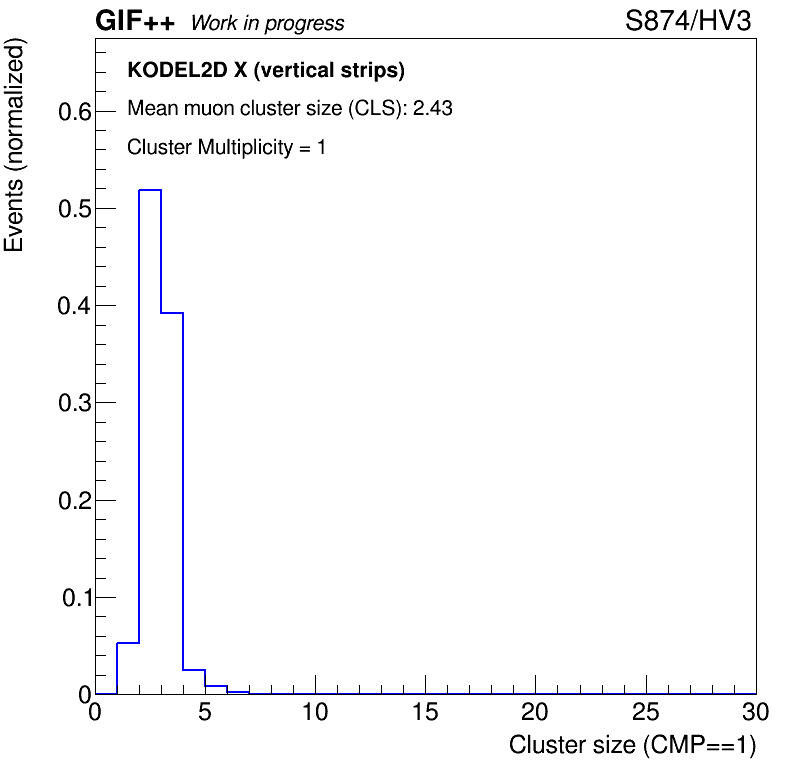 GIF++ Work in progress S874/HV3
KODEL2D X (vertical strips)
Mean muon cluster size (CLS): 2.43
Cluster Multiplicity = 1
Events (normalized)
0.6
0.5
0.4
0.3
0.2
0.1
0
0 5 10 15 20 25 30
Cluster size (CMP==1)